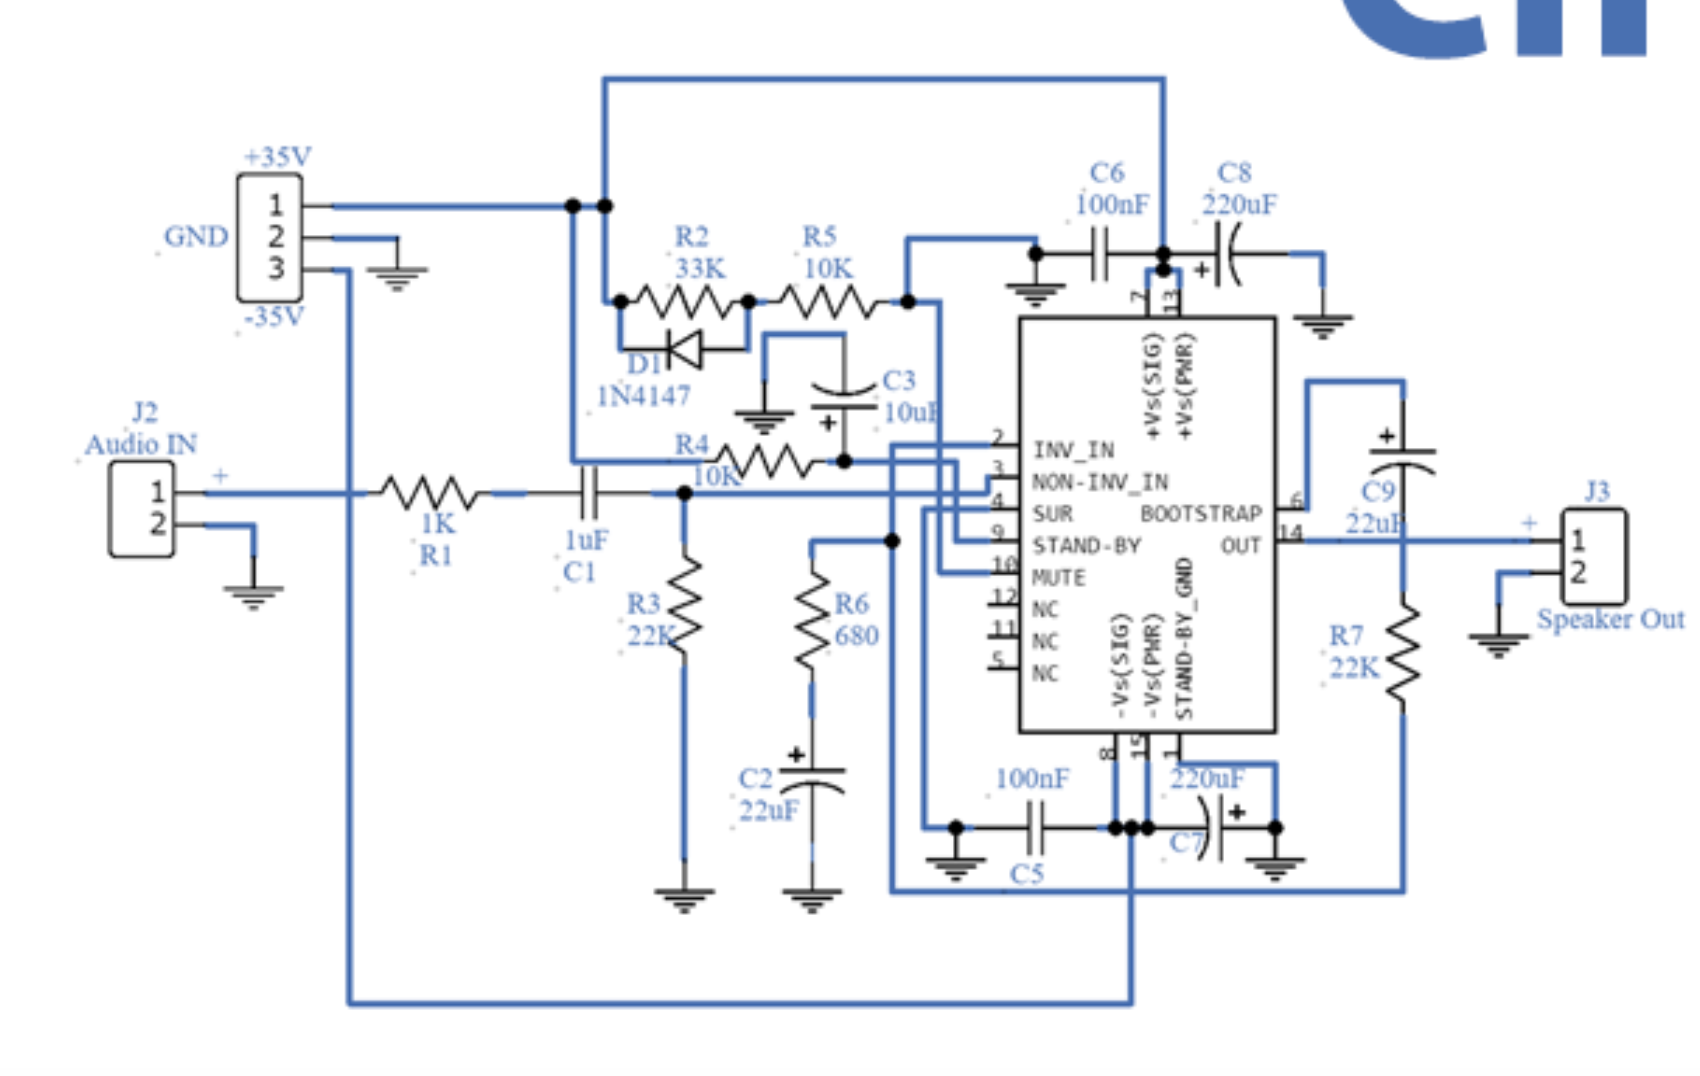 +35V
1
GND
2
3
-35V
C6
100nF
C8
220uF
R2
33K
R5
10K
+
7
13
D1
1N4147
C3
10uF
+
+Vs(SIG)
+Vs(PWR)
J2
Audio IN
+
1
2
R4
10K
1K
R1
1uF
C1
2
INV_IN
3
NON-INV_IN
4
SUR
9
STAND-BY
10
MUTE
12
NC
11
NC
5
NC
BOOTSTRAP
6
OUT
14
+
C9
22uF
J3
+
1
2
Speaker Out
R3
22K
R6
680
R7
22K
-Vs(SIG)
-Vs(PWR)
STAND-BY_GND
8
15
1
+
C2
22uF
100nF
C5
220uF
+
C7